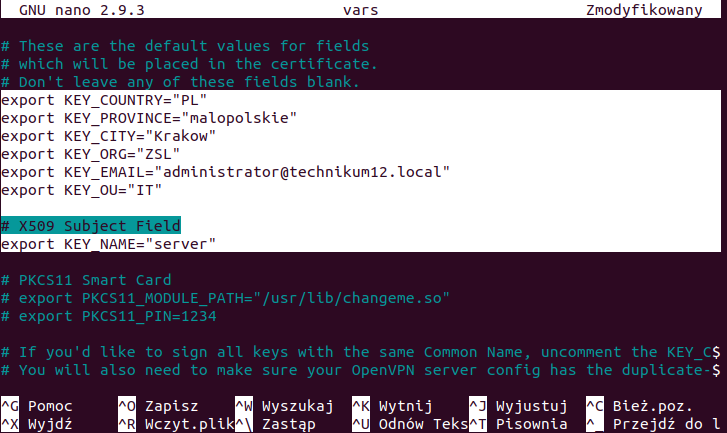 GNU nano 2.9.3 vars Zmodyfikowany
# These are the default values for fields
# which will be placed in the certificate.
# Don't leave any of these fields blank.
export KEY_COUNTRY="PL"
export KEY_PROVINCE="malopolskie"
export KEY_CITY="Krakow"
export KEY_ORG="ZSL"
export KEY_EMAIL="administrator@technikum12.local"
export KEY_OU="IT"
# X509 Subject Field
export KEY_NAME="server"
# PKCS11 Smart Card
# export PKCS11_MODULE_PATH="/usr/lib/changeme.so"
# export PKCS11_PIN=1234
# If you'd like to sign all keys with the same Common Name, uncomment the KEY_C$
# You will also need to make sure your OpenVPN server config has the duplicate-$
^G Pomoc ^O Zapisz ^W Wyszukaj ^K Wytnij ^J Wyjustuj ^C Bież.poz.
^X Wyjdź ^R Wczyt.plik ^\ Zastąp ^U Odnów Teks ^T Pisownia ^_ Przejdź do l